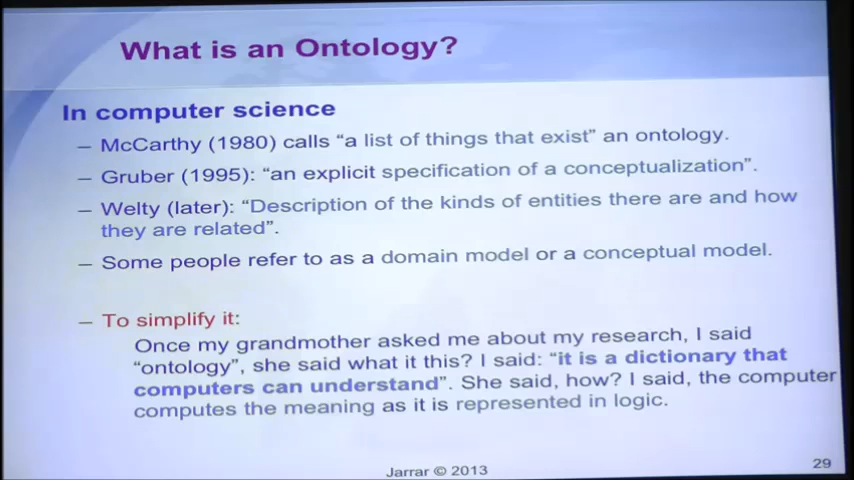 What is an Ontology?
In computer science
– McCarthy (1980) calls “a list of things that exist” an ontology.
– Gruber (1995): “an explicit specification of a conceptualization”.
– Welty (later): “Description of the kinds of entities there are and how
they are related”.
– Some people refer to as a domain model or a conceptual model.
– To simplify it:
Once my grandmother asked me about my research, I said
“ontology”, she said what it this? I said: “it is a dictionary that
computers can understand”. She said, how? I said, the computer
computes the meaning as it is represented in logic.
Jarrar © 2013
29